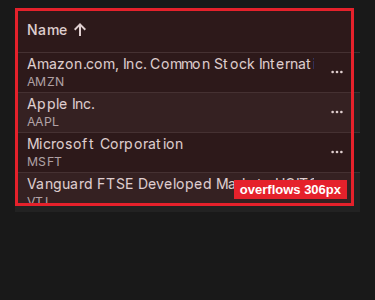 Name ↑
Amazon.com, Inc. Common Stock Internat
AMZN
...
Apple Inc.
AAPL
...
Microsoft Corporation
MSFT
...
Vanguard FTSE Developed
overflows 306px